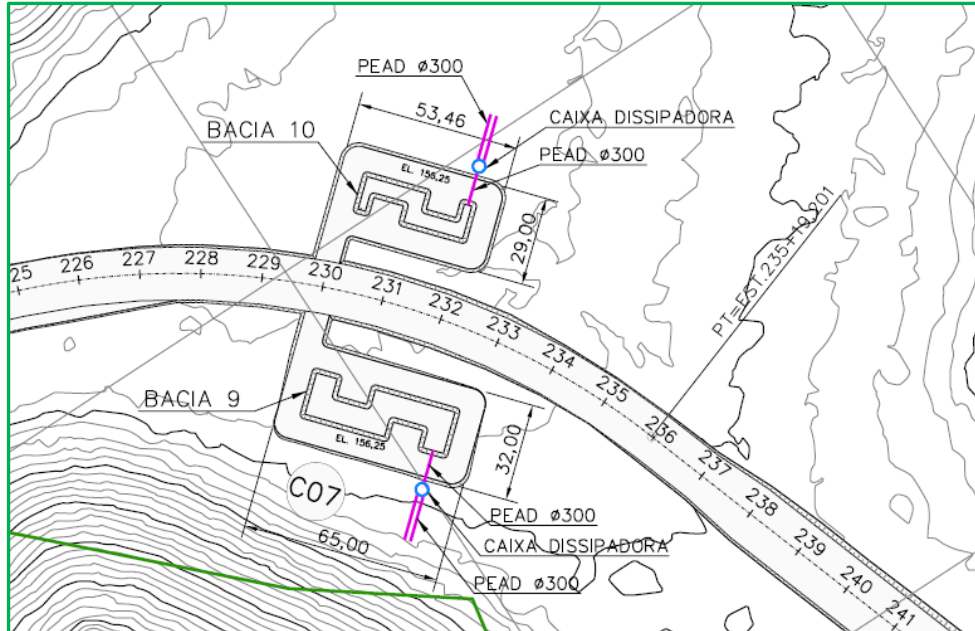 PEAD ø300
53,46
CAIXA DISSIPADORA
BACIA 10
PEAD ø300
EL. 156,25
29,00
PT=EST.235+19,201
25
226
227
228
229
230
231
232
233
234
235
236
237
238
239
240
241
BACIA 9
EL. 156,25
32,00
C07
65,00
PEAD ø300
CAIXA DISSIPADORA
PEAD ø300